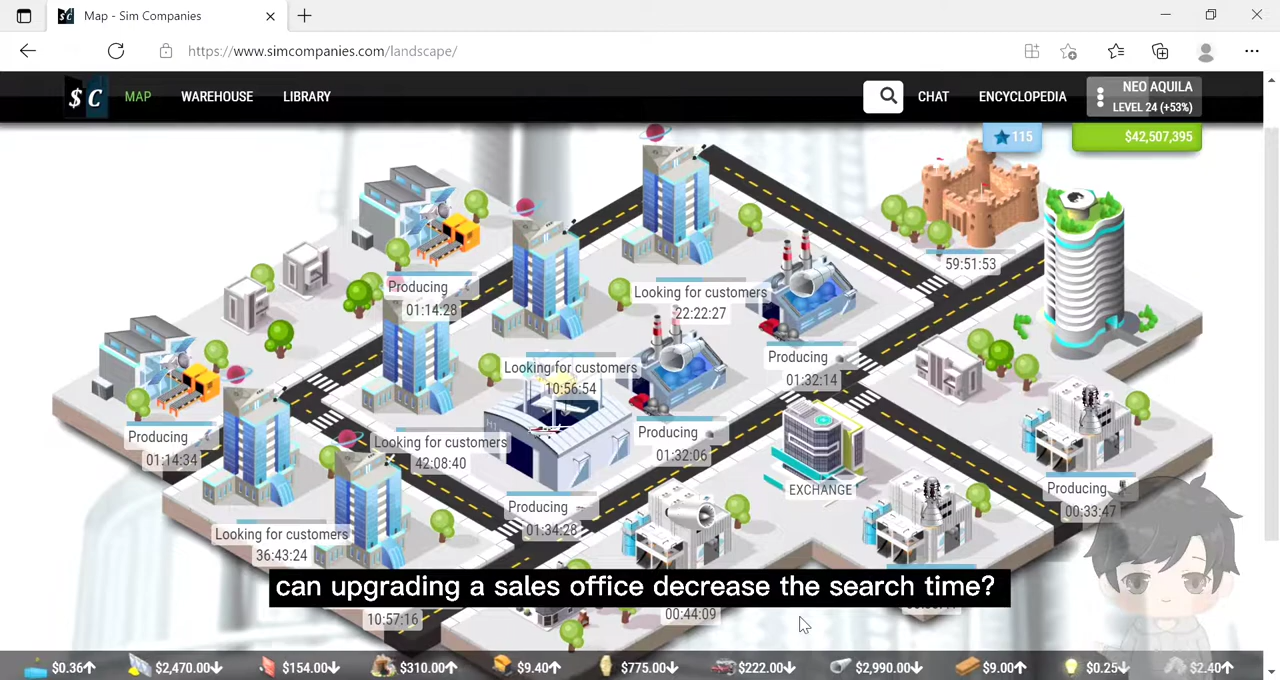 Map - Sim Companies
https://www.simcompanies.com/landscape/
$C MAP WAREHOUSE LIBRARY CHAT ENCYCLOPEDIA NEO AQUILA
LEVEL 24 (+53%)
115 $42,507,395
59:51:53
Producing
01:14:28
Looking for customers
22:22:27
Producing
01:32:14
Looking for customers
10:56:54
Producing
01:14:34
Looking for customers
42:08:40
Producing
01:32:06
EXCHANGE
Producing
00:33:47
Producing
01:34:28
Looking for customers
36:43:24
can upgrading a sales office decrease the search time?
10:57:16
00:44:09
$0.36↑ $2,470.00↓ $154.00↓ $310.00↑ $9.40↑ $775.00↓ $222.00↓ $2,990.00↓ $9.00↑ $0.25↓ $2.40↑